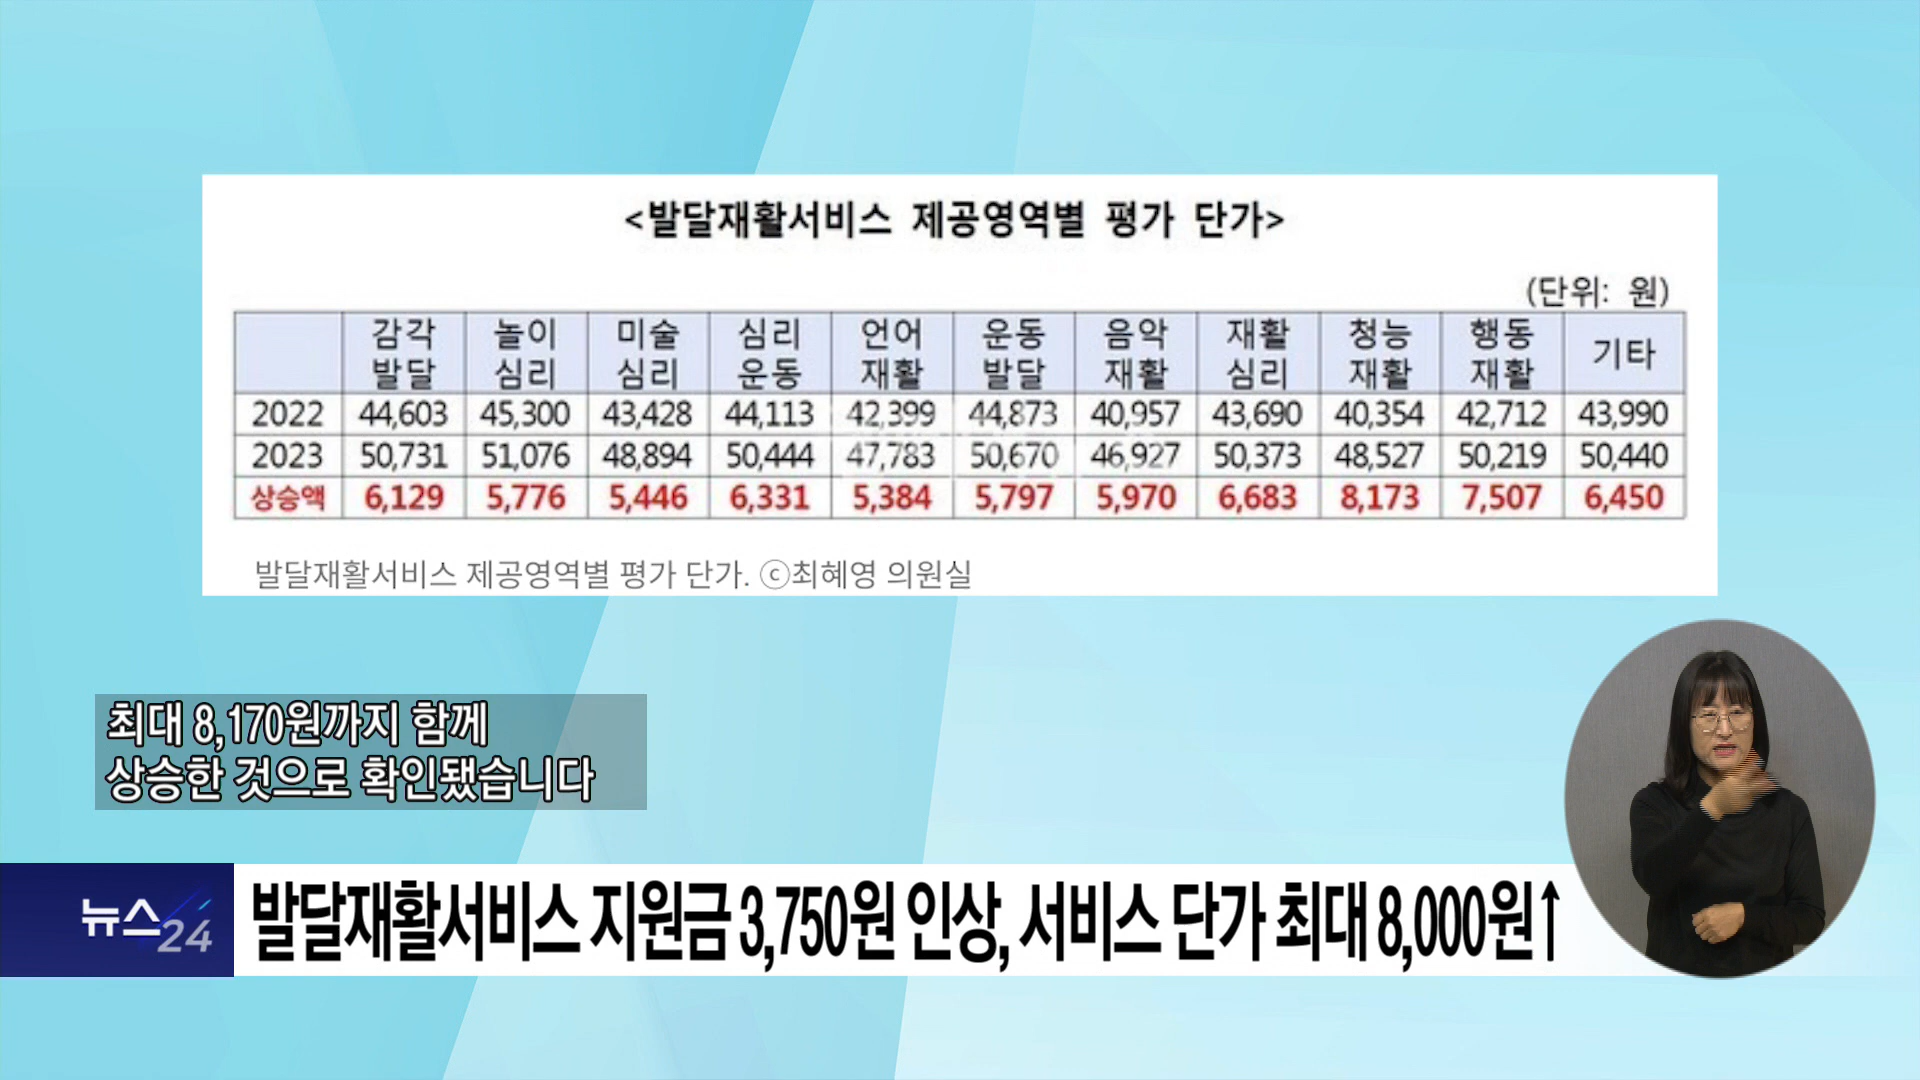 <발달재활서비스 제공영역별 평가 단가>
(단위: 원)
감각 발달 놀이 심리 미술 심리 심리 운동 언어 재활 운동 발달 음악 재활 재활 심리 청능 재활 행동 재활 기타
2022 44,603 45,300 43,428 44,113 42,399 44,873 40,957 43,690 40,354 42,712 43,990
2023 50,731 51,076 48,894 50,444 47,783 50,670 46,927 50,373 48,527 50,219 50,440
상승액 6,129 5,776 5,446 6,331 5,384 5,797 5,970 6,683 8,173 7,507 6,450
발달재활서비스 제공영역별 평가 단가. ⓒ최혜영 의원실
최대 8,170원까지 함께
상승한 것으로 확인됐습니다
뉴스24
발달재활서비스 지원금 3,750원 인상, 서비스 단가 최대 8,000원↑